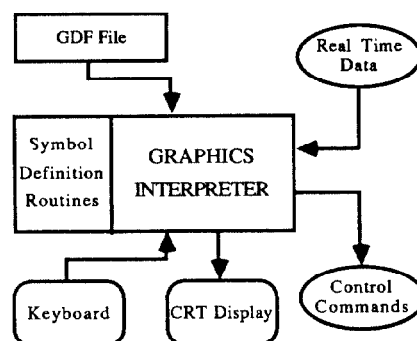 GDF File
Real Time
Data
Symbol
Definition
Routines
GRAPHICS
INTERPRETER
Keyboard
CRT Display
Control
Commands